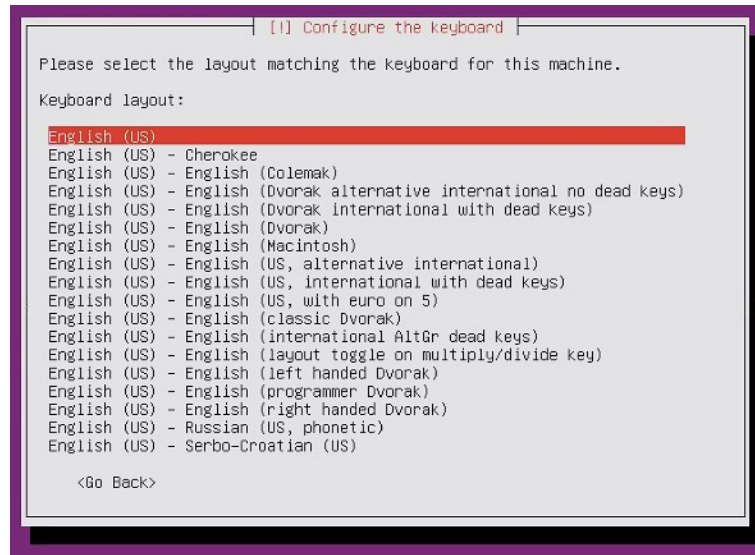 [!] Configure the keyboard
Please select the layout matching the keyboard for this machine.
Keyboard layout:
English (US)
English (US) - Cherokee
English (US) - English (Colemak)
English (US) - English (Dvorak alternative international no dead keys)
English (US) - English (Dvorak international with dead keys)
English (US) - English (Dvorak)
English (US) - English (Macintosh)
English (US) - English (US, alternative international)
English (US) - English (US, international with dead keys)
English (US) - English (US, with euro on 5)
English (US) - English (classic Dvorak)
English (US) - English (international AltGr dead keys)
English (US) - English (layout toggle on multiply/divide key)
English (US) - English (left handed Dvorak)
English (US) - English (programmer Dvorak)
English (US) - English (right handed Dvorak)
English (US) - Russian (US, phonetic)
English (US) - Serbo-Croatian (US)
<Go Back>